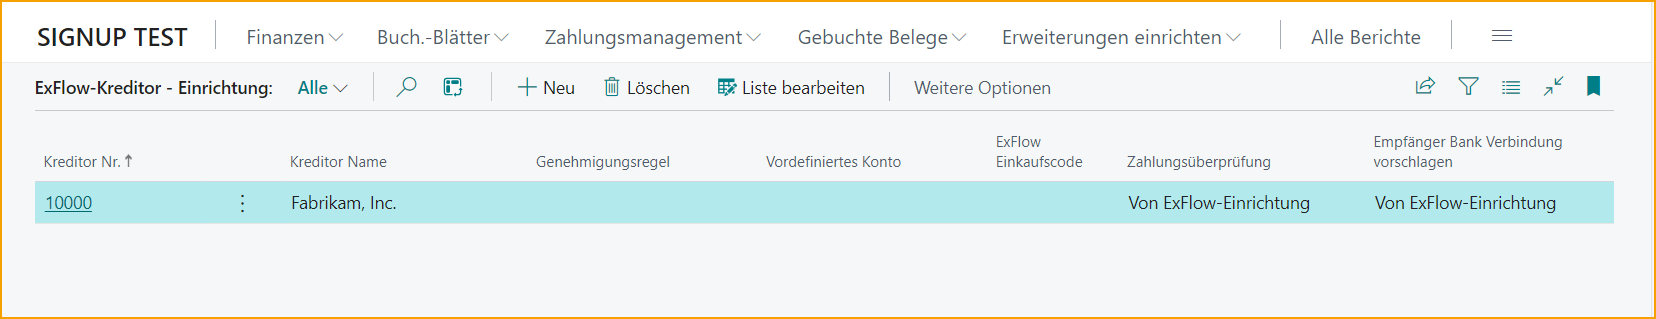 SIGNUP TEST Finanzen Buch.-Blätter Zahlungsmanagement Gebuchte Belege Erweiterungen einrichten Alle Berichte
ExFlow-Kreditor - Einrichtung: Alle Neu Löschen Liste bearbeiten Weitere Optionen
Kreditor Nr. ↑ Kreditor Name Genehmigungsregel Vordefiniertes Konto ExFlow Einkaufscode Zahlungsüberprüfung Empfänger Bank Verbindung vorschlagen
10000 Fabrikam, Inc. Von ExFlow-Einrichtung Von ExFlow-Einrichtung